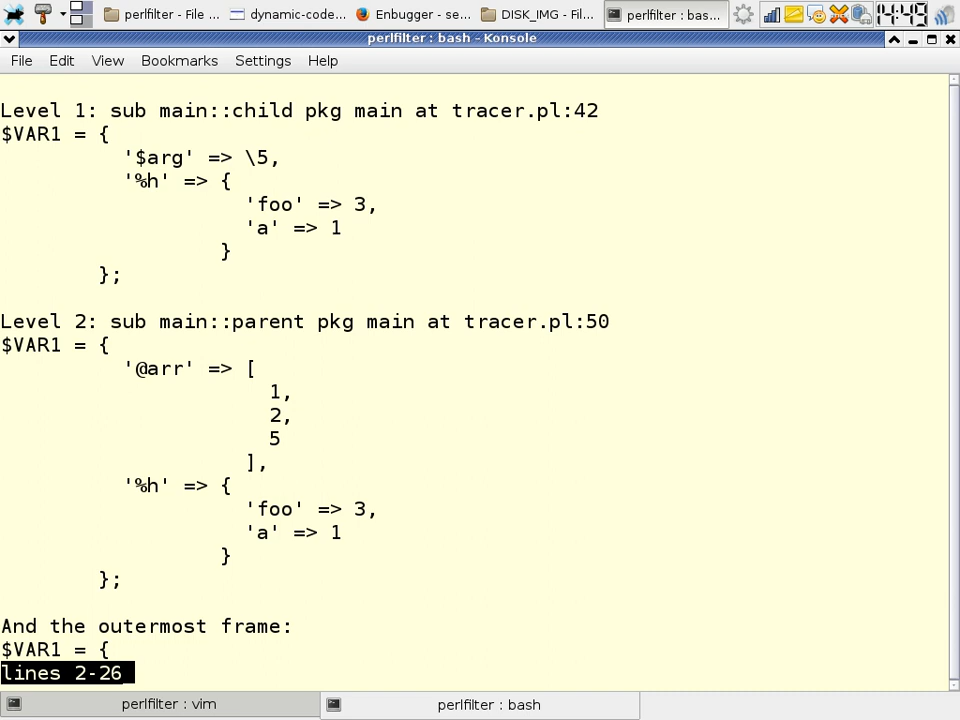 perlfilter - File ...
dynamic-code...
Enbugger - se...
DISK_IMG - Fil...
perlfilter : bas...
14:49
perlfilter : bash - Konsole
File Edit View Bookmarks Settings Help
Level 1: sub main::child pkg main at tracer.pl:42
$VAR1 = {
          '$arg' => \5,
          '%h' => {
                    'foo' => 3,
                    'a' => 1
                  }
        };
Level 2: sub main::parent pkg main at tracer.pl:50
$VAR1 = {
          '@arr' => [
                      1,
                      2,
                      5
                    ],
          '%h' => {
                    'foo' => 3,
                    'a' => 1
                  }
        };
And the outermost frame:
$VAR1 = {
lines 2-26
perlfilter : vim
perlfilter : bash